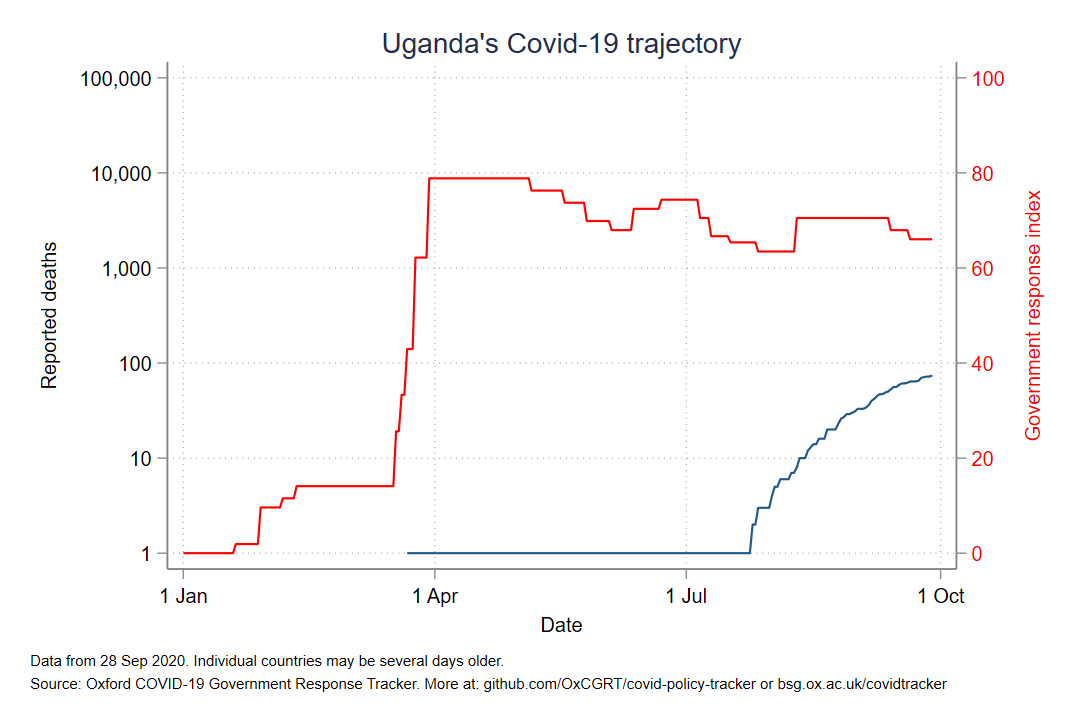 Uganda's Covid-19 trajectory
100,000
10,000
1,000
100
10
1
Reported deaths
100
80
60
40
20
0
Government response index
1 Jan
1 Apr
1 Jul
1 Oct
Date
Data from 28 Sep 2020. Individual countries may be several days older.
Source: Oxford COVID-19 Government Response Tracker. More at: github.com/OxCGRT/covid-policy-tracker or bsg.ox.ac.uk/covidtracker